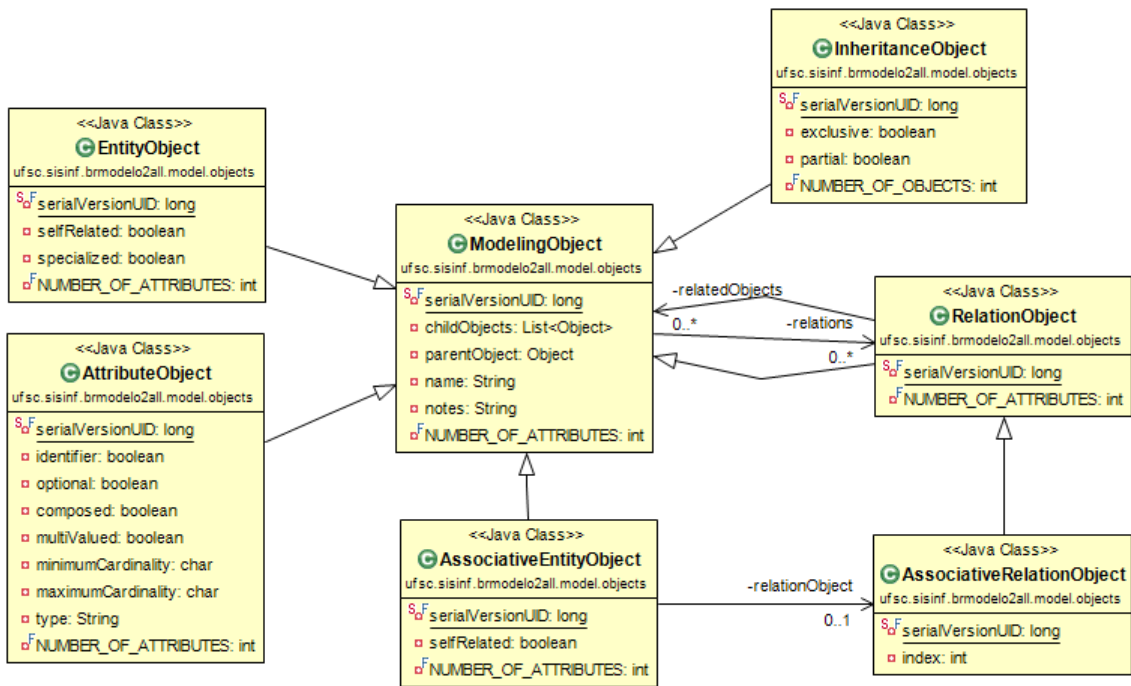 <<Java Class>>
InheritanceObject
ufsc.sisinf.brmodelo2all.model.objects
serialVersionUID: long
exclusive: boolean
partial: boolean
NUMBER_OF_OBJECTS: int
<<Java Class>>
EntityObject
ufsc.sisinf.brmodelo2all.model.objects
serialVersionUID: long
selfRelated: boolean
specialized: boolean
NUMBER_OF_ATTRIBUTES: int
<<Java Class>>
ModelingObject
ufsc.sisinf.brmodelo2all.model.objects
serialVersionUID: long
childObjects: List<Object>
parentObject: Object
name: String
notes: String
NUMBER_OF_ATTRIBUTES: int
-relatedObjects
0..*
-relations
0..*
<<Java Class>>
RelationObject
ufsc.sisinf.brmodelo2all.model.objects
serialVersionUID: long
NUMBER_OF_ATTRIBUTES: int
<<Java Class>>
AttributeObject
ufsc.sisinf.brmodelo2all.model.objects
serialVersionUID: long
identifier: boolean
optional: boolean
composed: boolean
multiValued: boolean
minimumCardinality: char
maximumCardinality: char
type: String
NUMBER_OF_ATTRIBUTES: int
<<Java Class>>
AssociativeEntityObject
ufsc.sisinf.brmodelo2all.model.objects
serialVersionUID: long
selfRelated: boolean
NUMBER_OF_ATTRIBUTES: int
-relationObject
0..1
<<Java Class>>
AssociativeRelationObject
ufsc.sisinf.brmodelo2all.model.objects
serialVersionUID: long
index: int